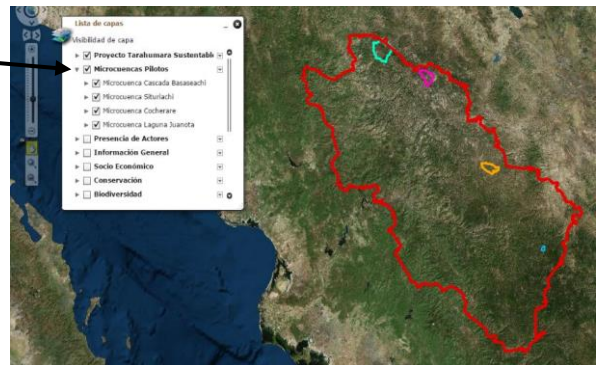 Lista de capas
Visibilidad de capa
Proyecto Tarahumara Sustentable
Microcuencas Pilotos
Microcuenca Cascada Basaseachi
Microcuenca Situriachi
Microcuenca Cocherare
Microcuenca Laguna Juanota
Presencia de Actores
Información General
Socio Económico
Conservación
Biodiversidad